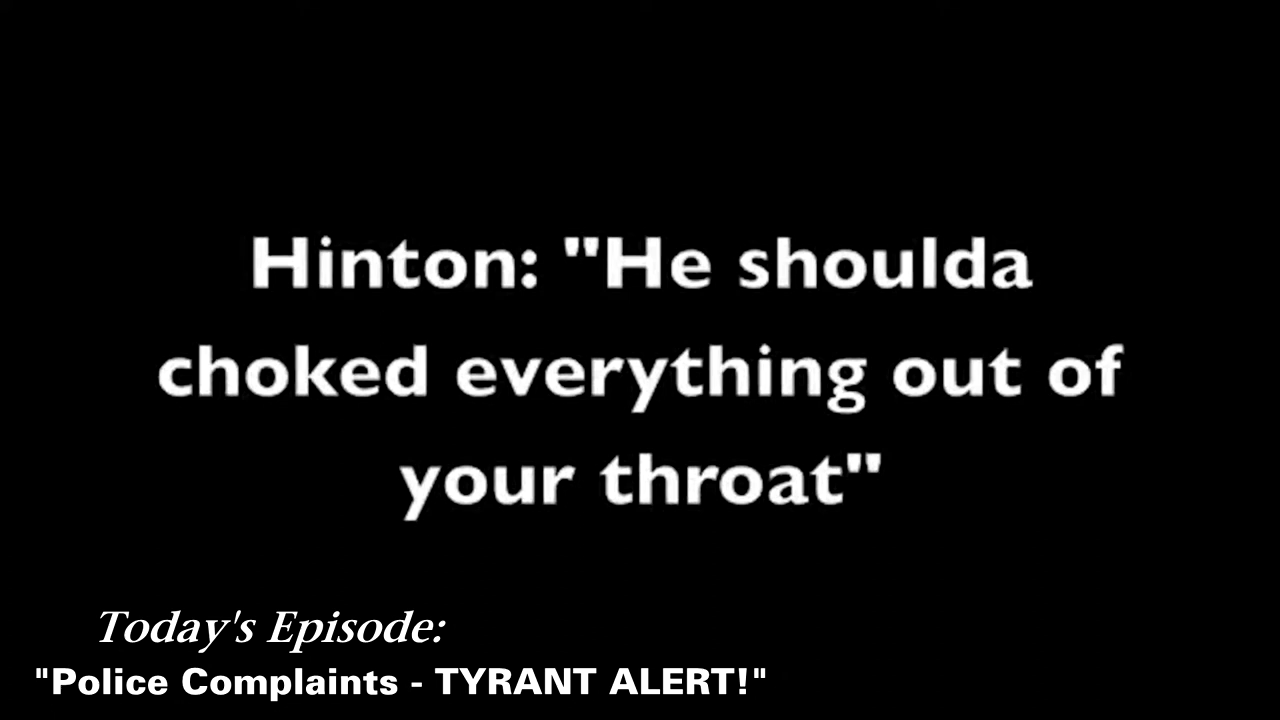 Hinton: "He shoulda
choked everything out of
your throat"
Today's Episode:
"Police Complaints - TYRANT ALERT!"